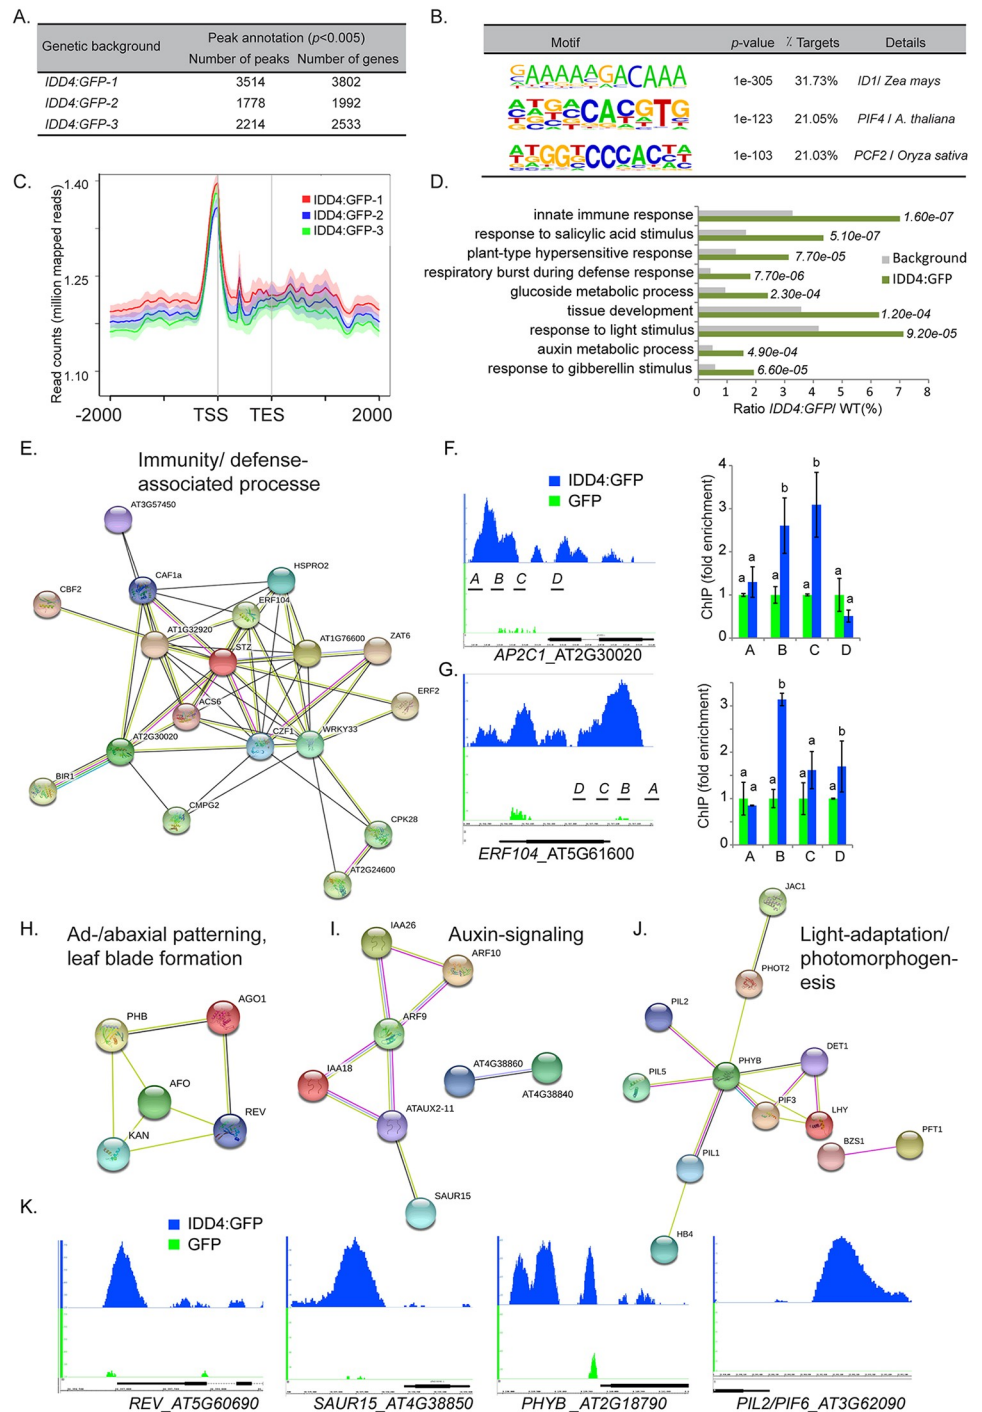 A.
Genetic background
Peak annotation (p<0.005)
Number of peaks Number of genes
IDD4:GFP-1 3514 3802
IDD4:GFP-2 1778 1992
IDD4:GFP-3 2214 2533
B.
Motif p-value % Targets Details
GAAAAAGACAAA 1e-305 31.73% ID1/ Zea mays
1e-123 21.05% PIF4 / A. thaliana
1e-103 21.03% PCF2 / Oryza sativa
C.
Read counts (million mapped reads)
1.40
1.25
1.10
IDD4:GFP-1
IDD4:GFP-2
IDD4:GFP-3
-2000 TSS TES 2000
D.
innate immune response 1.60e-07
response to salicylic acid stimulus 5.10e-07
plant-type hypersensitive response 7.70e-05
respiratory burst during defense response 7.70e-06
glucoside metabolic process 2.30e-04
tissue development 1.20e-04
response to light stimulus 9.20e-05
auxin metabolic process 4.90e-04
response to gibberellin stimulus 6.60e-05
Background
IDD4:GFP
0 1 2 3 4 5 6 7 8
Ratio IDD4:GFP/ WT(%)
E.
Immunity/ defense-
associated processe
AT3G57450
CAF1a
HSPRO2
CBF2
ERF104
AT1G32920
AT1G76600
ZAT6
STZ
ERF2
ACS6
AT2G30020
CZF1
WRKY33
BIR1
CMPG2
CPK28
AT2G24600
F.
IDD4:GFP
GFP
A B C D
AP2C1_AT2G30020
ChIP (fold enrichment)
4
3
2
1
0
a a a b a b a a
A B C D
G.
D C B A
ERF104_AT5G61600
ChIP (fold enrichment)
3
2
1
0
a a a b a a a b
A B C D
H.
Ad-/abaxial patterning,
leaf blade formation
PHB
AGO1
AFO
KAN
REV
I.
Auxin-signaling
IAA26
ARF10
ARF9
IAA18
AT4G38860
AT4G38840
ATAUX2-11
SAUR15
J.
Light-adaptation/
photomorphogen-
esis
JAC1
PHOT2
PIL2
PHYB
DET1
PIL5
PIF3
LHY
BZS1
PFT1
PIL1
HB4
K.
IDD4:GFP
GFP
REV_AT5G60690
SAUR15_AT4G38850
PHYB_AT2G18790
PIL2/PIF6_AT3G62090